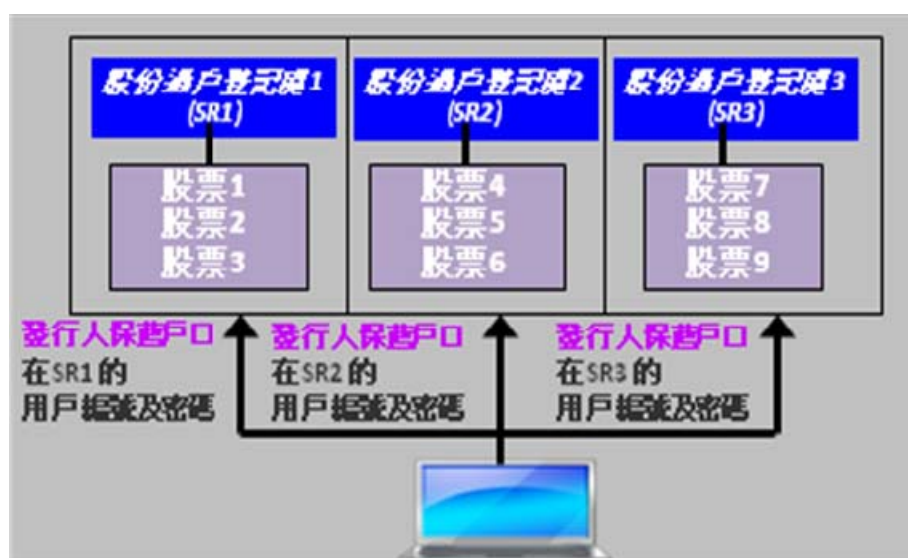 股份過戶登記處1
(SR1)
股票1
股票2
股票3
股份過戶登記處2
(SR2)
股票4
股票5
股票6
股份過戶登記處3
(SR3)
股票7
股票8
股票9
發行人保薦戶口
在SR1的
用戶編號及密碼
發行人保薦戶口
在SR2的
用戶編號及密碼
發行人保薦戶口
在SR3的
用戶編號及密碼